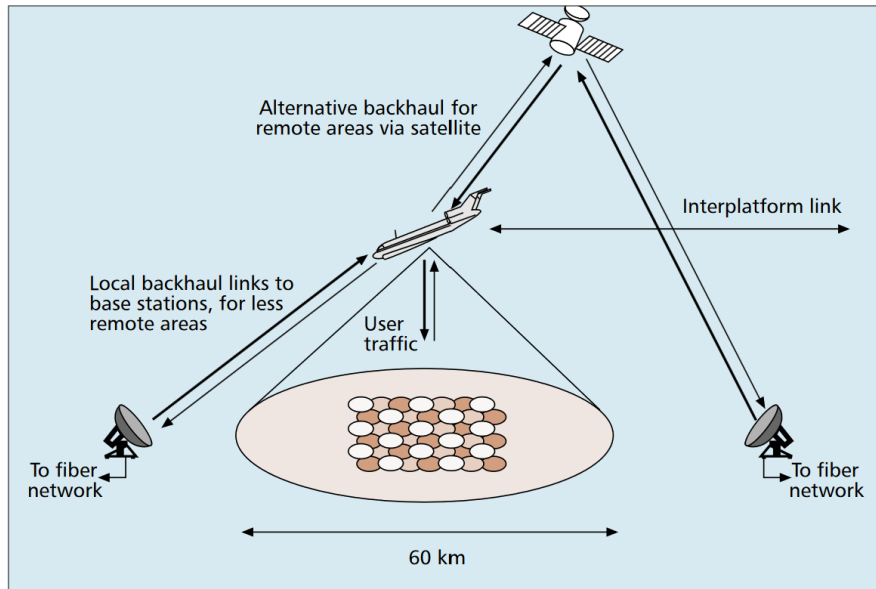 Alternative backhaul for
remote areas via satellite
Interplatform link
Local backhaul links to
base stations, for less
remote areas
User
traffic
To fiber
network
To fiber
network
60 km